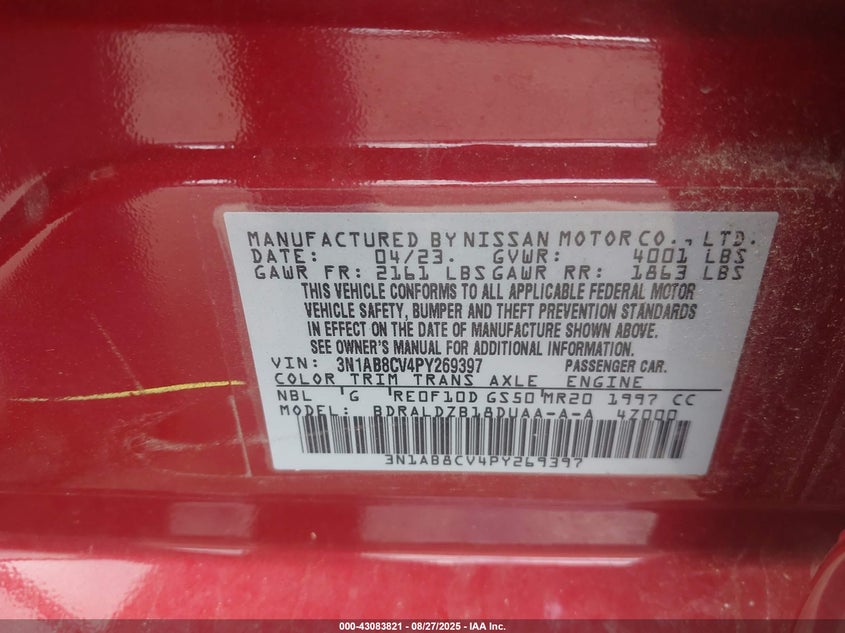 MANUFACTURED BY NISSAN MOTOR CO., LTD.
DATE: 04/23. GVWR: 4001 LBS
GAWR FR: 2161 LBS GAWR RR: 1863 LBS
THIS VEHICLE CONFORMS TO ALL APPLICABLE FEDERAL MOTOR
VEHICLE SAFETY, BUMPER AND THEFT PREVENTION STANDARDS
IN EFFECT ON THE DATE OF MANUFACTURE SHOWN ABOVE.
SEE OWNER'S MANUAL FOR ADDITIONAL INFORMATION.
VIN: 3N1AB8CV4PY269397 PASSENGER CAR.
COLOR TRIM TRANS AXLE ENGINE
NBL G RE0F10D GS50 MR20 1997 CC
MODEL: BDRALDZB18DUAA-A-A 4Z000
3N1AB8CV4PY269397
000-43083821 - 08/27/2025 - IAA Inc.